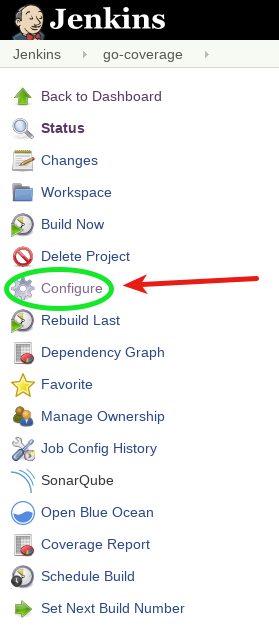 Jenkins
Jenkins go-coverage
Back to Dashboard
Status
Changes
Workspace
Build Now
Delete Project
Configure
Rebuild Last
Dependency Graph
Favorite
Manage Ownership
Job Config History
SonarQube
Open Blue Ocean
Coverage Report
Schedule Build
Set Next Build Number